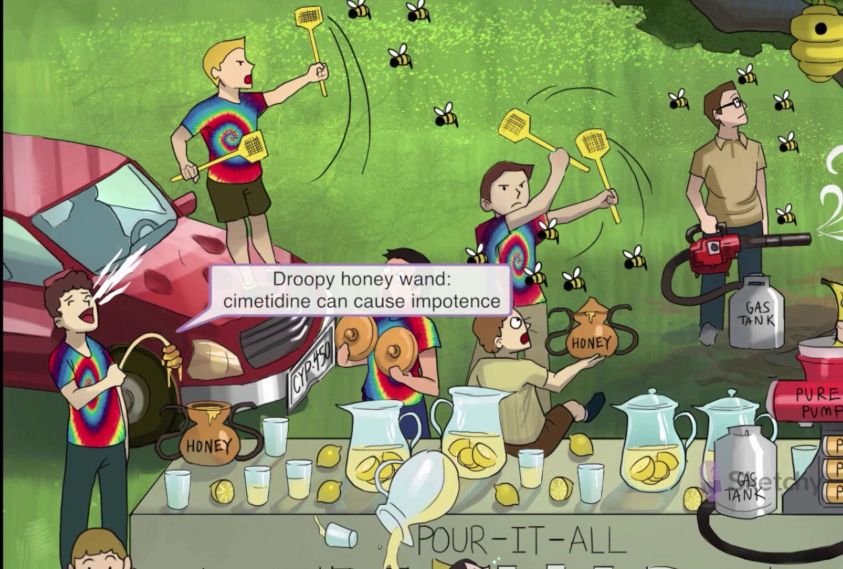 Droopy honey wand:
cimetidine can cause impotence
HONEY
GAS
TANK
CYP-450
PURE
PUMP
HONEY
GAS
TANK
Sketchy
POUR-IT-ALL